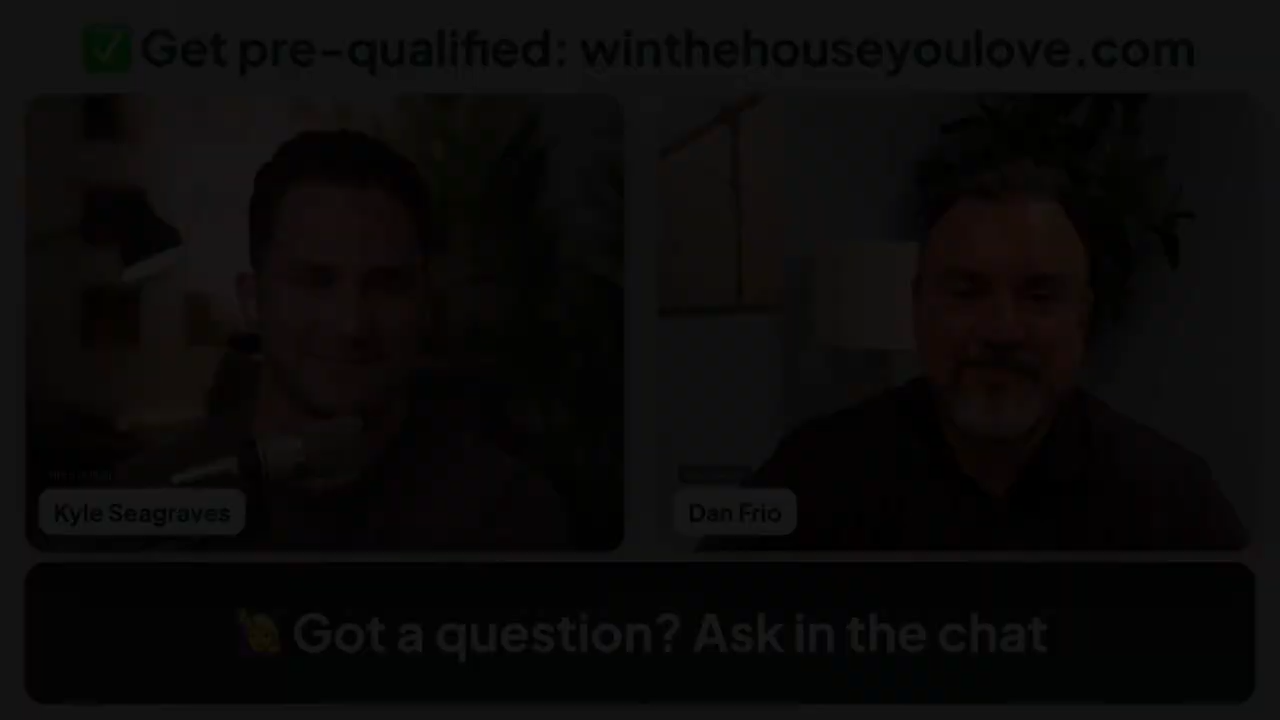 ✅ Get pre-qualified: winthehouseyoulove.com
Kyle Seagraves
Dan Frio
👋 Got a question? Ask in the chat